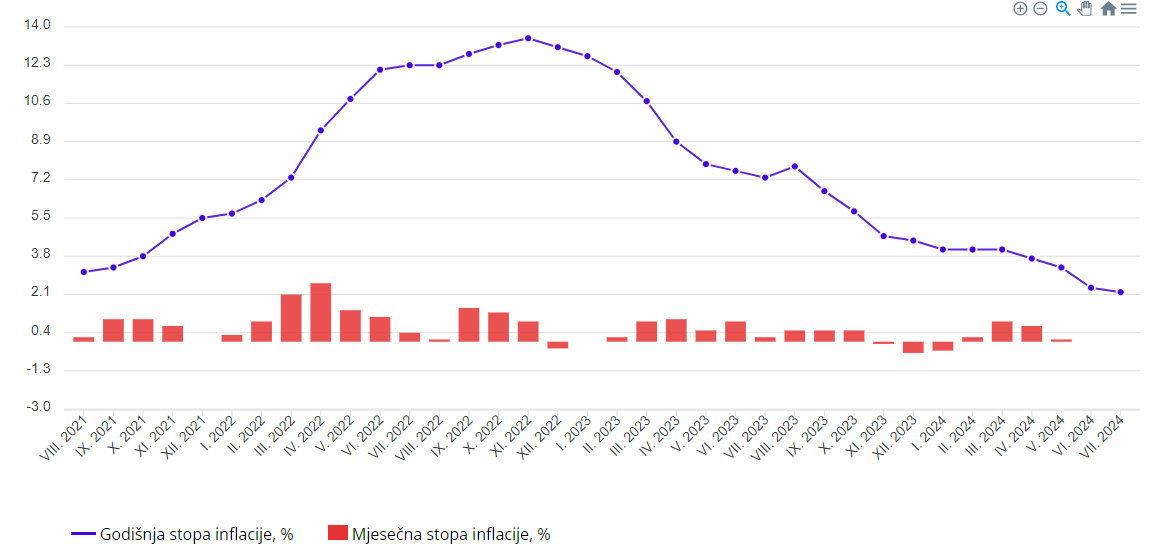 14.0
12.3
10.6
8.9
7.2
5.5
3.8
2.1
0.4
-1.3
-3.0
VIII. 2021
IX. 2021
X. 2021
XI. 2021
XII. 2021
I. 2022
II. 2022
III. 2022
IV. 2022
V. 2022
VI. 2022
VII. 2022
VIII. 2022
IX. 2022
X. 2022
XI. 2022
XII. 2022
I. 2023
II. 2023
III. 2023
IV. 2023
V. 2023
VI. 2023
VII. 2023
VIII. 2023
IX. 2023
X. 2023
XI. 2023
XII. 2023
I. 2024
II. 2024
III. 2024
IV. 2024
V. 2024
VI. 2024
VII. 2024
Godišnja stopa inflacije, %
Mjesečna stopa inflacije, %